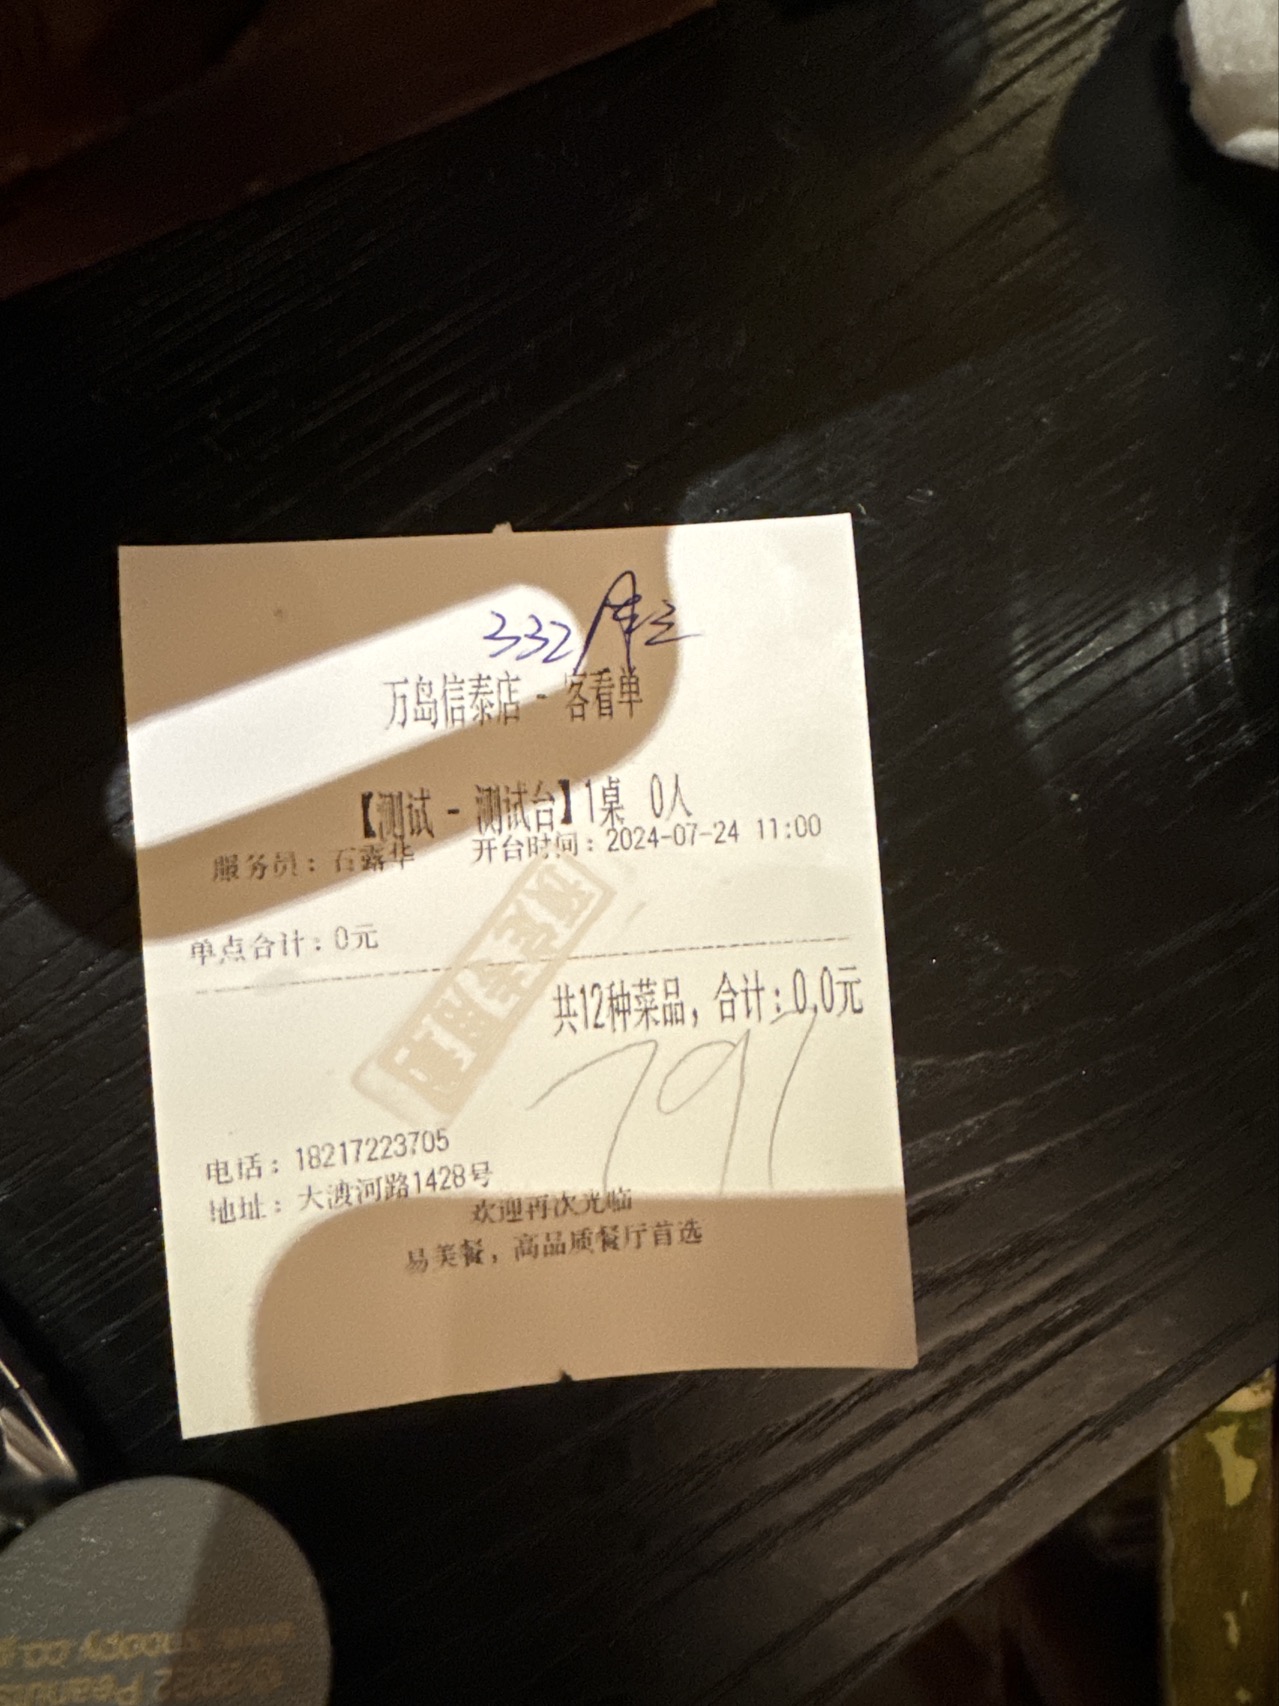 332
万岛信泰店 - 客看单
【测试 - 测试台】1桌 0人
服务员：石露华 开台时间：2024-07-24 11:00
单点合计：0元
共12种菜品，合计：0.0元
797
电话：18217223705
地址：大渡河路1428号
欢迎再次光临
易美餐，高品质餐厅首选